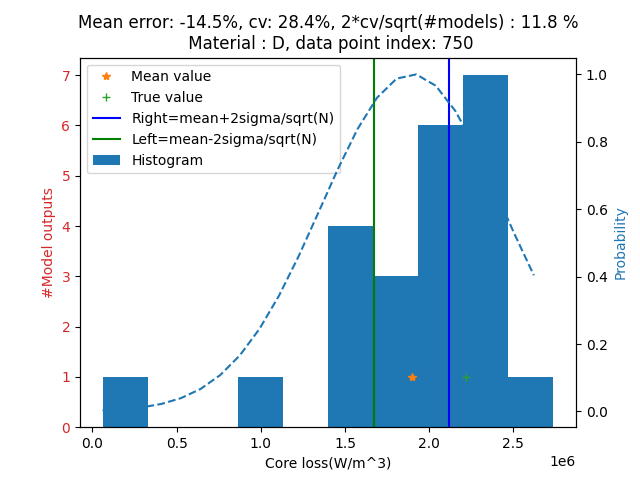 Mean error: -14.5%, cv: 28.4%, 2*cv/sqrt(#models) : 11.8 %
Material : D, data point index: 750
Mean value
True value
Right=mean+2sigma/sqrt(N)
Left=mean-2sigma/sqrt(N)
Histogram
#Model outputs
7
6
5
4
3
2
1
0
1.0
0.8
0.6
0.4
0.2
0.0
Probability
0.0 0.5 1.0 1.5 2.0 2.5
1e6
Core loss(W/m^3)